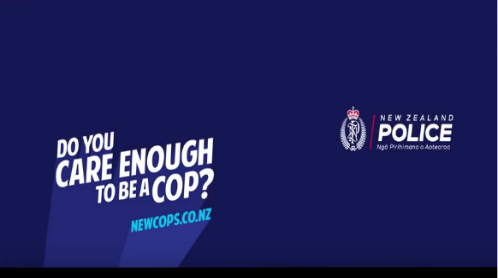 DO YOU
CARE ENOUGH
TO BE A COP?
NEWCOPS.CO.NZ
NEW ZEALAND
POLICE
Ngā Pirihimana o Aotearoa